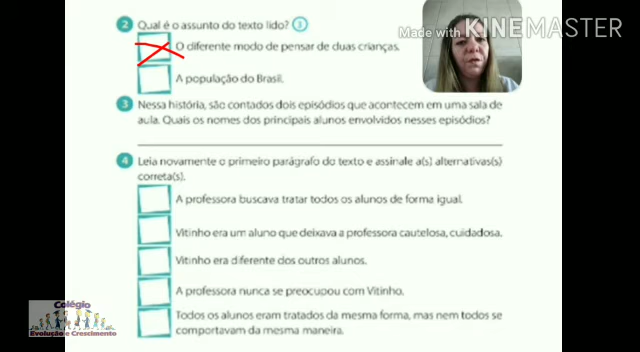 Made with KINEMASTER
2 Qual é o assunto do texto lido? 1
O diferente modo de pensar de duas crianças.
A população do Brasil.
3 Nessa história, são contados dois episódios que acontecem em uma sala de
aula. Quais os nomes dos principais alunos envolvidos nesses episódios?
4 Leia novamente o primeiro parágrafo do texto e assinale a(s) alternativas(s)
correta(s).
A professora buscava tratar todos os alunos de forma igual.
Vitinho era um aluno que deixava a professora cautelosa, cuidadosa.
Vitinho era diferente dos outros alunos.
A professora nunca se preocupou com Vitinho.
Todos os alunos eram tratados da mesma forma, mas nem todos se
comportavam da mesma maneira.
Colégio
Evolução e Crescimento